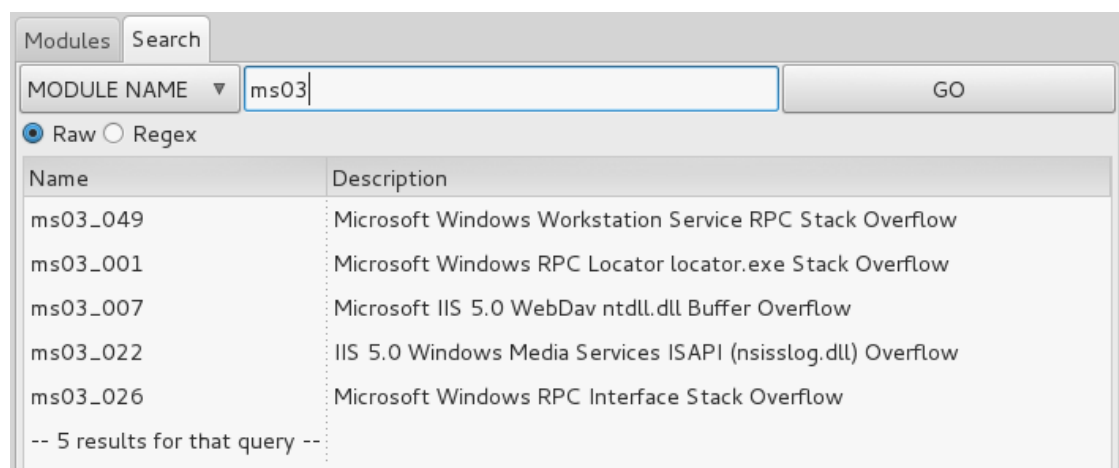 Modules Search
MODULE NAME ms03 GO
Raw Regex
Name Description
ms03_049 Microsoft Windows Workstation Service RPC Stack Overflow
ms03_001 Microsoft Windows RPC Locator locator.exe Stack Overflow
ms03_007 Microsoft IIS 5.0 WebDav ntdll.dll Buffer Overflow
ms03_022 IIS 5.0 Windows Media Services ISAPI (nsisslog.dll) Overflow
ms03_026 Microsoft Windows RPC Interface Stack Overflow
-- 5 results for that query --